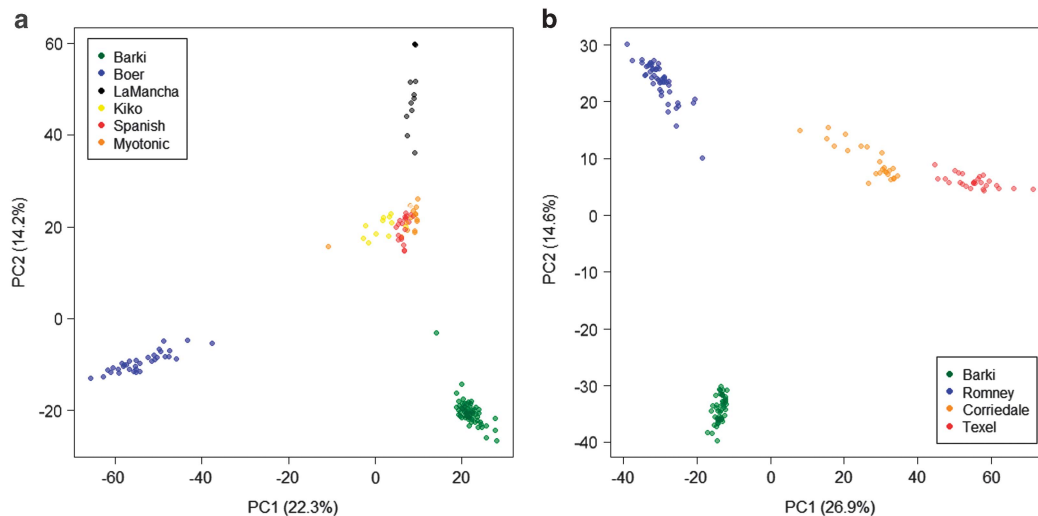 a
Barki
Boer
LaMancha
Kiko
Spanish
Myotonic
60
40
20
0
-20
PC2 (14.2%)
-60
-40
-20
0
20
PC1 (22.3%)
b
30
20
10
0
-10
-20
-30
-40
PC2 (14.6%)
Barki
Romney
Corriedale
Texel
-40
-20
0
20
40
60
PC1 (26.9%)